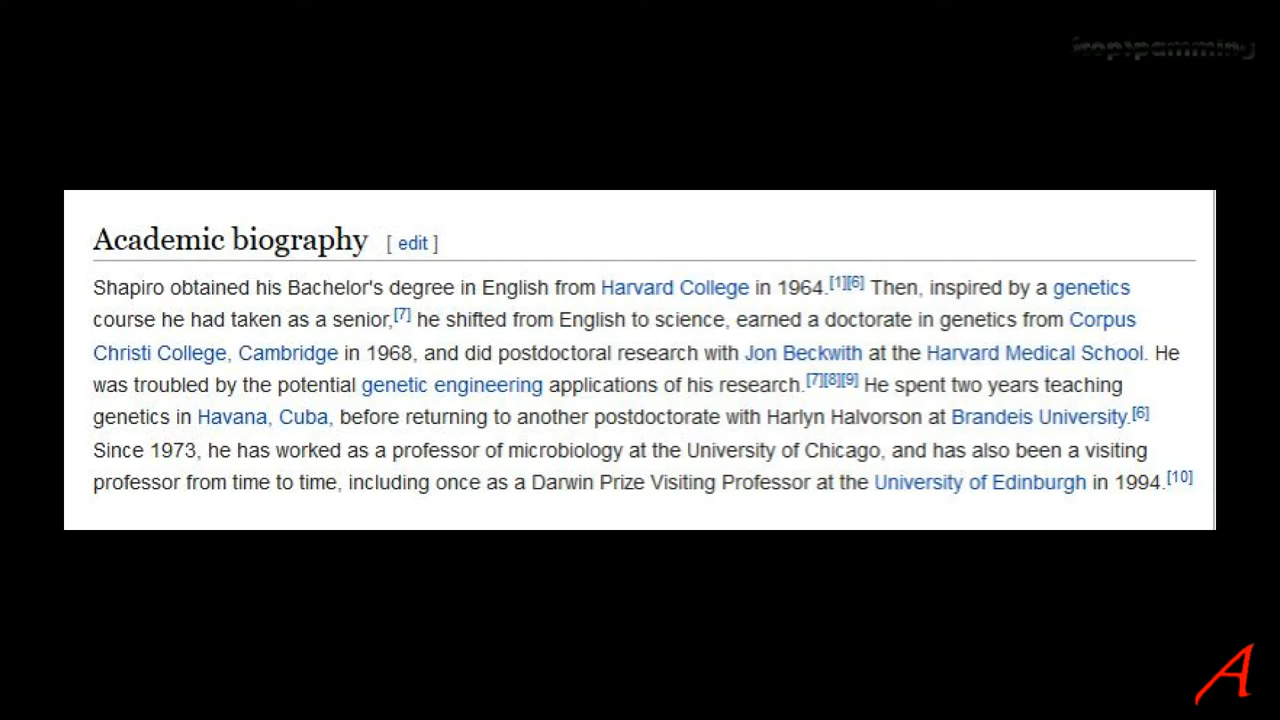 Academic biography [ edit ]
Shapiro obtained his Bachelor's degree in English from Harvard College in 1964.[1][6] Then, inspired by a genetics
course he had taken as a senior,[7] he shifted from English to science, earned a doctorate in genetics from Corpus
Christi College, Cambridge in 1968, and did postdoctoral research with Jon Beckwith at the Harvard Medical School. He
was troubled by the potential genetic engineering applications of his research.[7][8][9] He spent two years teaching
genetics in Havana, Cuba, before returning to another postdoctorate with Harlyn Halvorson at Brandeis University.[6]
Since 1973, he has worked as a professor of microbiology at the University of Chicago, and has also been a visiting
professor from time to time, including once as a Darwin Prize Visiting Professor at the University of Edinburgh in 1994.[10]
A